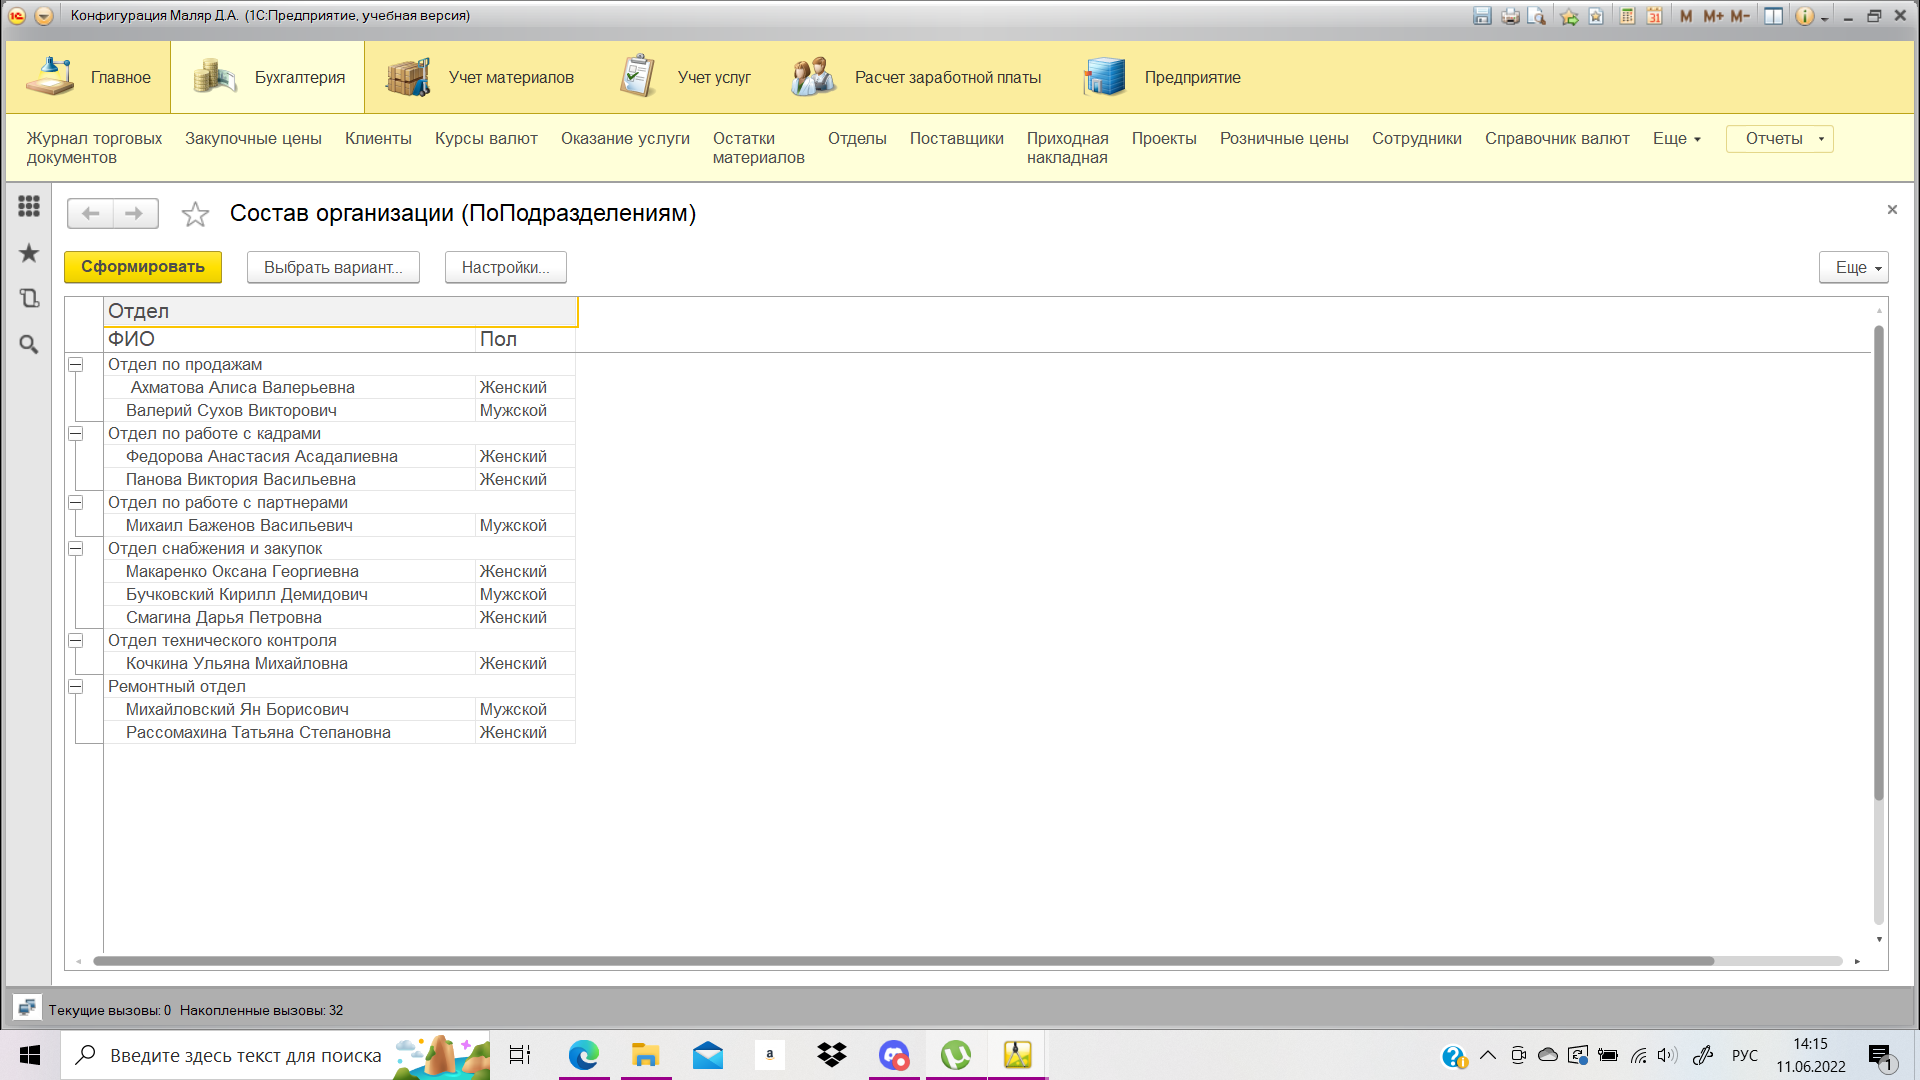 Конфигурация Маляр Д.А. (1С:Предприятие, учебная версия)
31 M M+ M-
Главное Бухгалтерия Учет материалов Учет услуг Расчет заработной платы Предприятие
Журнал торговых документов Закупочные цены Клиенты Курсы валют Оказание услуги Остатки материалов Отделы Поставщики Приходная накладная Проекты Розничные цены Сотрудники Справочник валют Еще Отчеты
Состав организации (ПоПодразделениям)
Сформировать Выбрать вариант... Настройки... Еще
Отдел
ФИО Пол
Отдел по продажам
Ахматова Алиса Валерьевна Женский
Валерий Сухов Викторович Мужской
Отдел по работе с кадрами
Федорова Анастасия Асадалиевна Женский
Панова Виктория Васильевна Женский
Отдел по работе с партнерами
Михаил Баженов Васильевич Мужской
Отдел снабжения и закупок
Макаренко Оксана Георгиевна Женский
Бучковский Кирилл Демидович Мужской
Смагина Дарья Петровна Женский
Отдел технического контроля
Кочкина Ульяна Михайловна Женский
Ремонтный отдел
Михайловский Ян Борисович Мужской
Рассомахина Татьяна Степановна Женский
Текущие вызовы: 0 Накопленные вызовы: 32
Введите здесь текст для поиска
a
РУС
14:15
11.06.2022
1